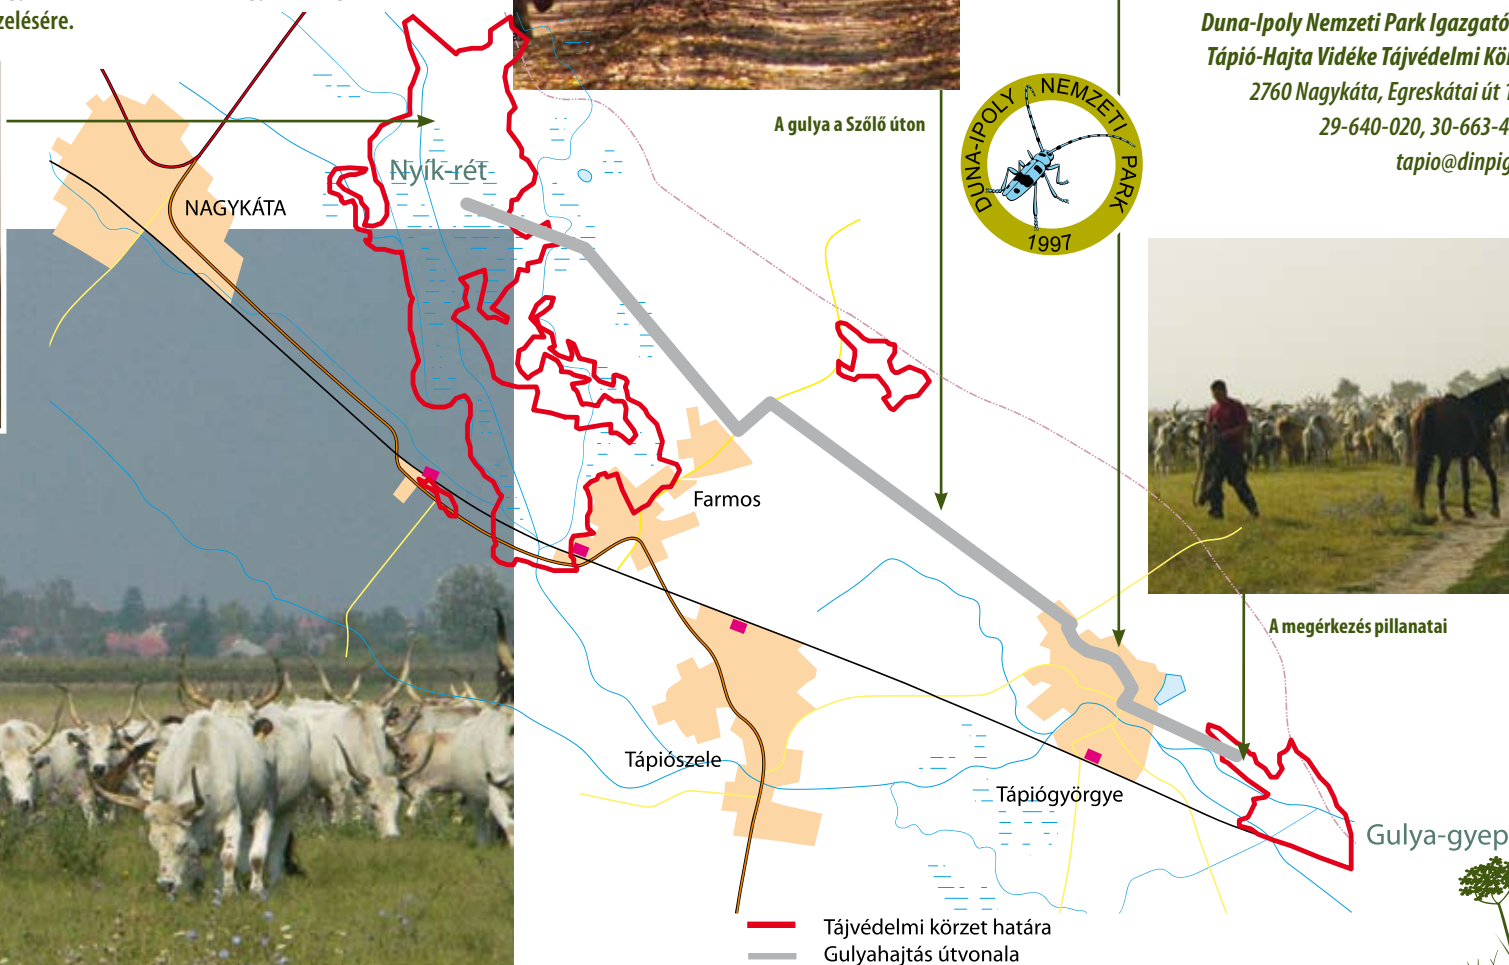 zelésére.
Duna-Ipoly Nemzeti Park Igazgató
Tápió-Hajta Vidéke Tájvédelmi Kör
2760 Nagykáta, Egreskátai út 1
29-640-020, 30-663-4
tapio@dinpig
A gulya a Szőlő úton
DUNA-IPOLY NEMZETI PARK
1997
Nyík-rét
NAGYKÁTA
Farmos
A megérkezés pillanatai
Tápiószele
Tápiógyörgye
Gulya-gyep
Tájvédelmi körzet határa
Gulyahajtás útvonala